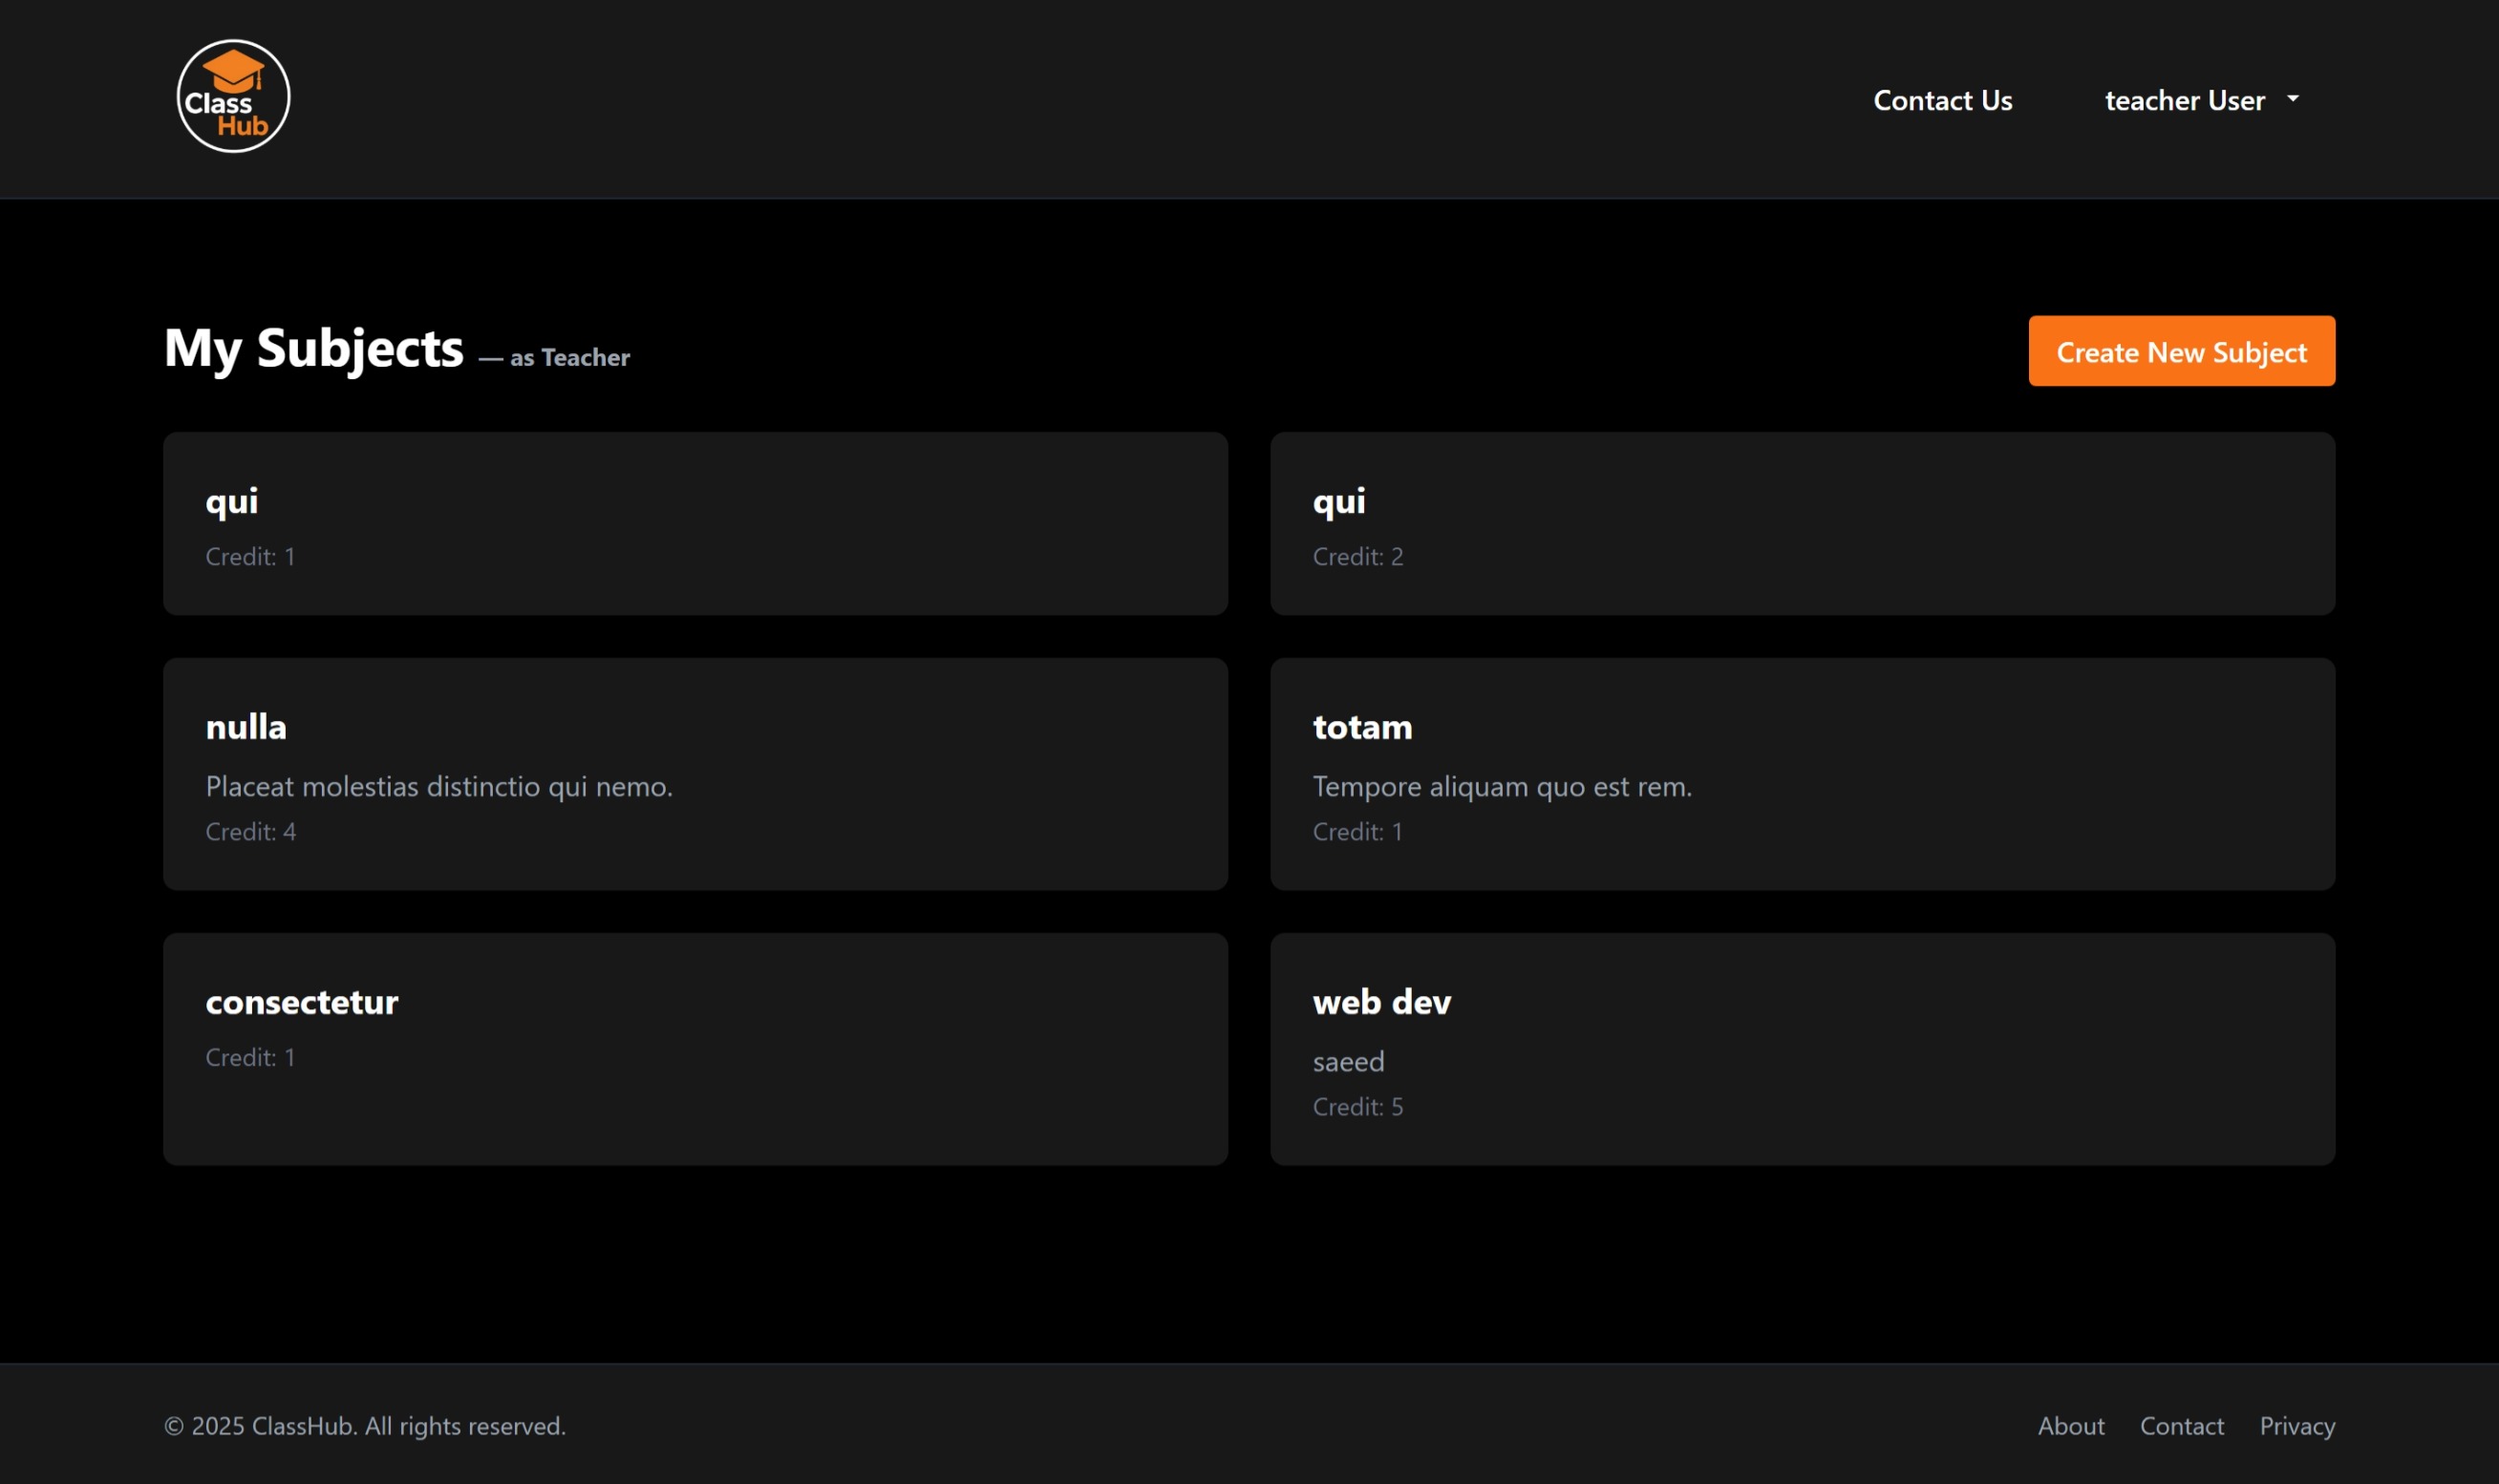 Class
Hub
Contact Us
teacher User
My Subjects — as Teacher
Create New Subject
qui
Credit: 1
qui
Credit: 2
nulla
Placeat molestias distinctio qui nemo.
Credit: 4
totam
Tempore aliquam quo est rem.
Credit: 1
consectetur
Credit: 1
web dev
saeed
Credit: 5
© 2025 ClassHub. All rights reserved.
About
Contact
Privacy